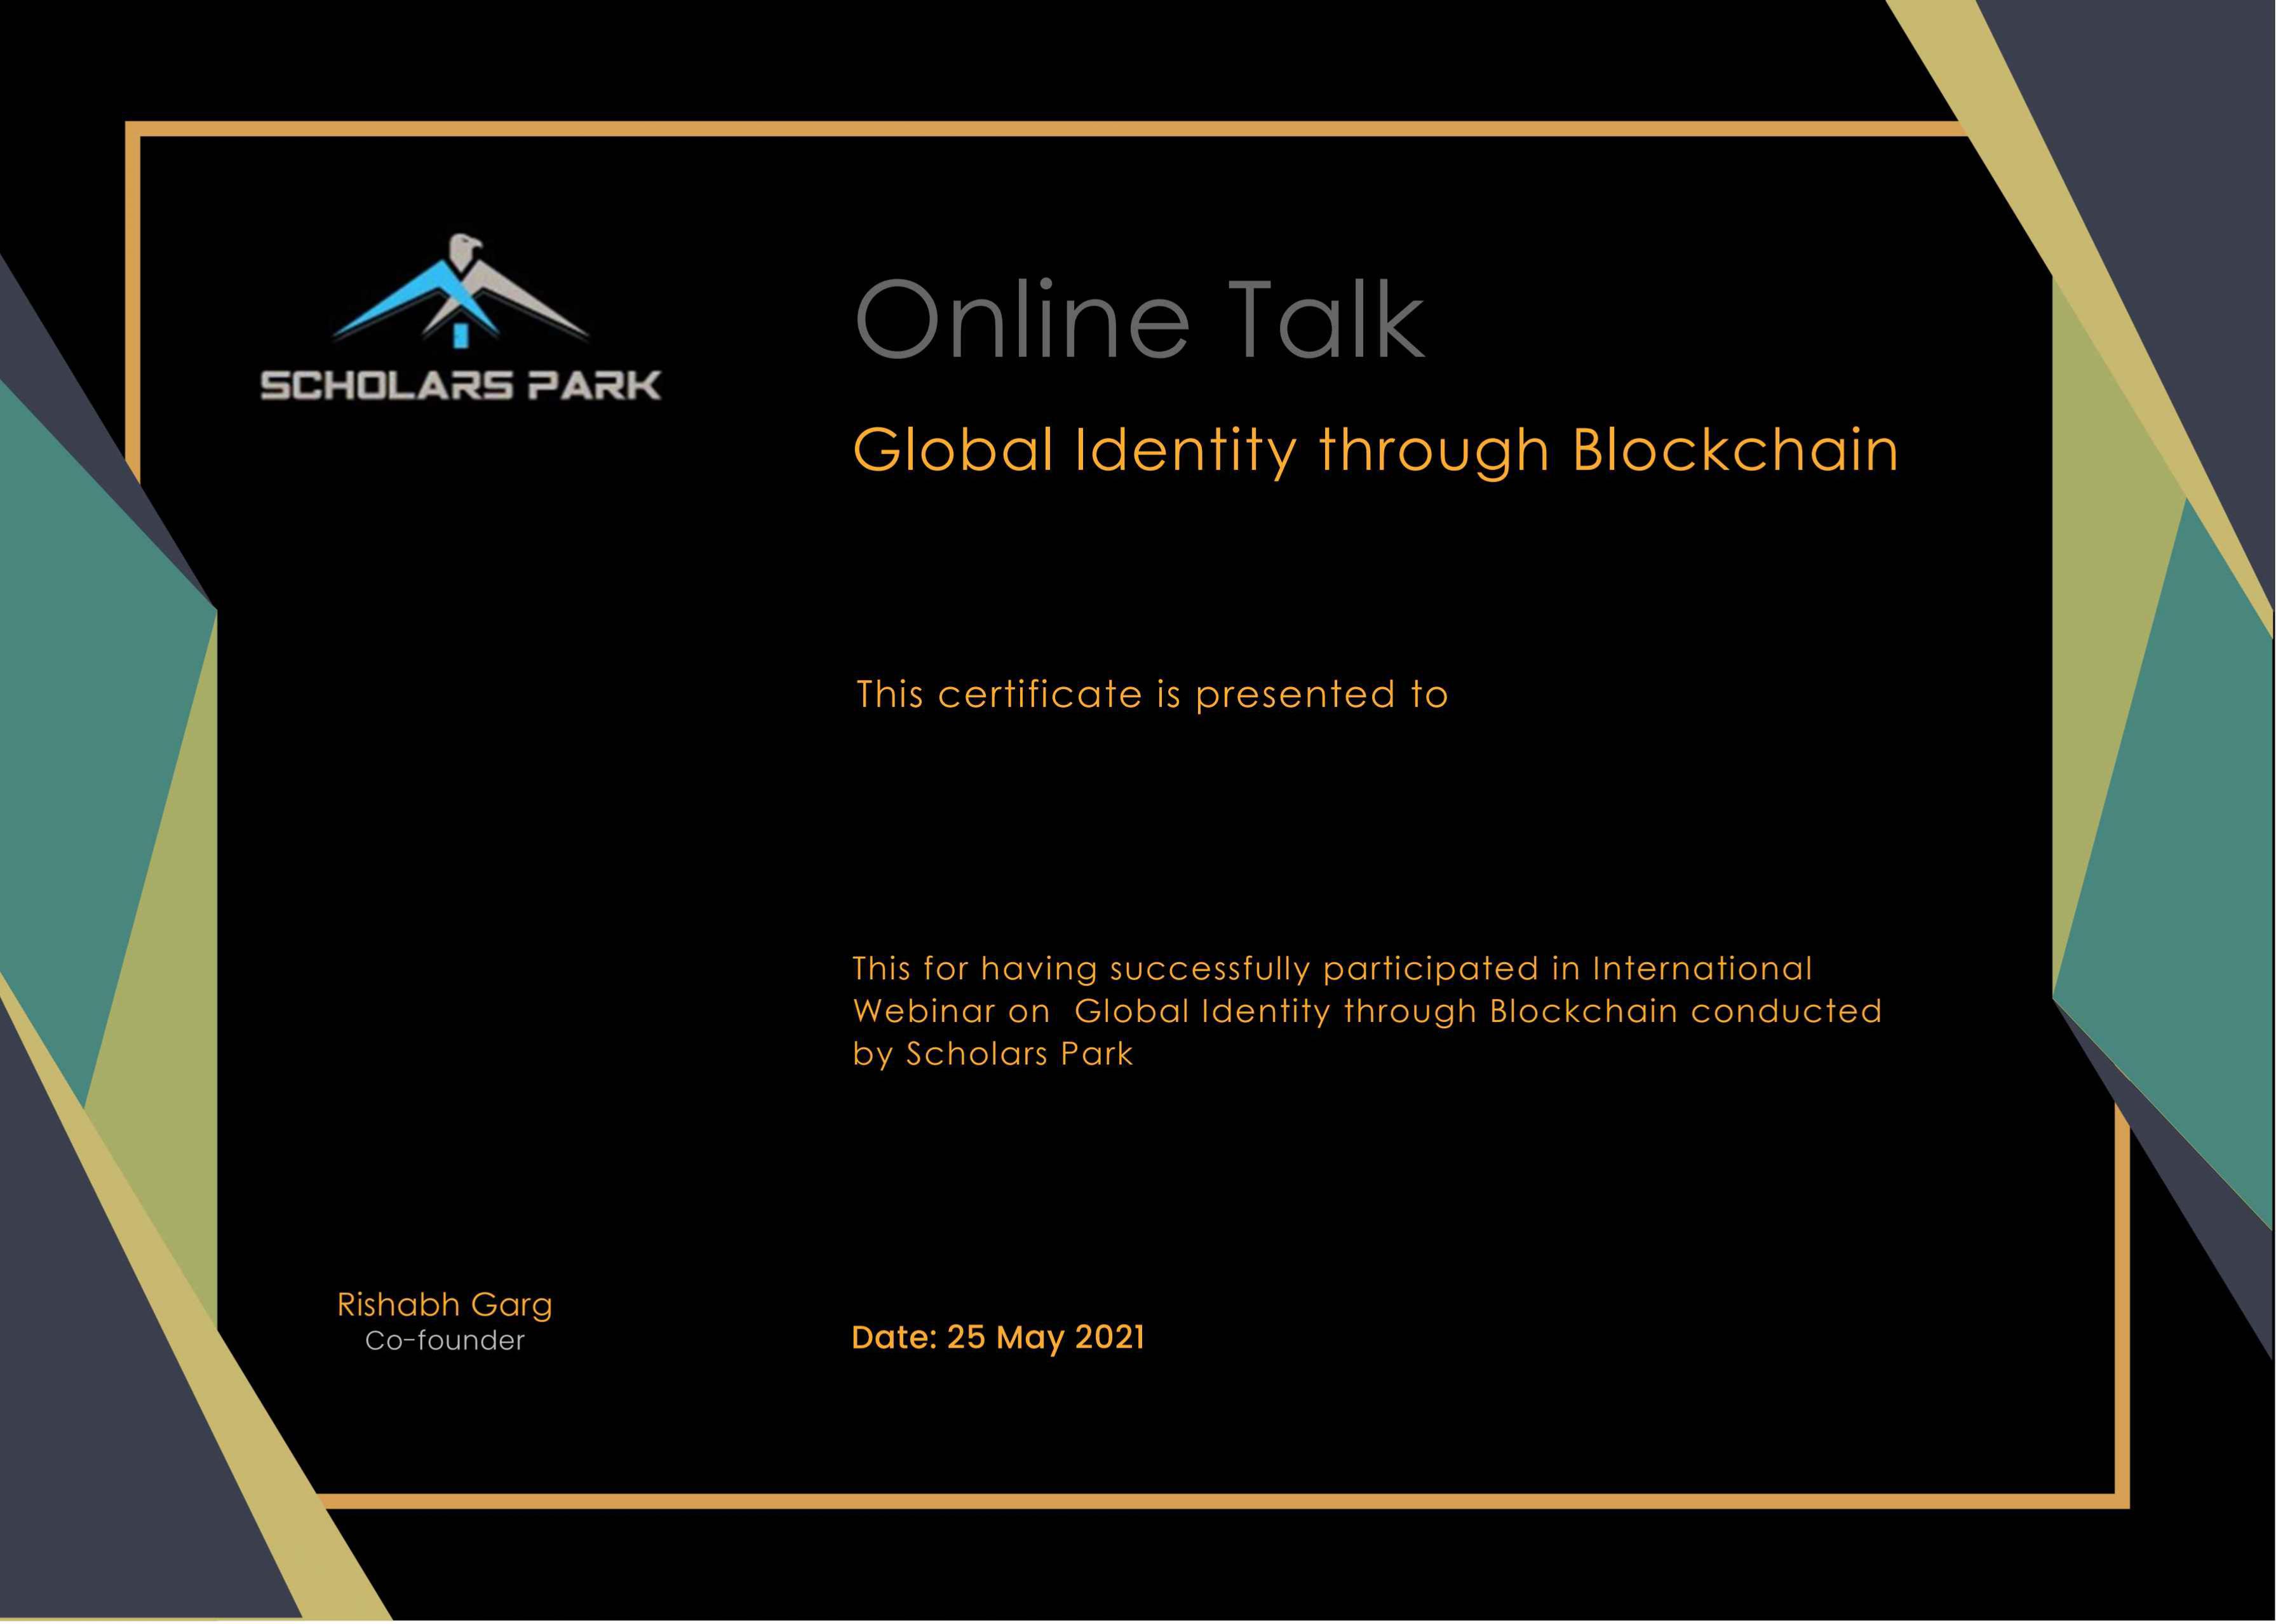 SCHOLARS PARK
Online Talk
Global Identity through Blockchain
This certificate is presented to
This for having successfully participated in International
Webinar on  Global Identity through Blockchain conducted
by Scholars Park
Rishabh Garg
Co-founder
Date: 25 May 2021